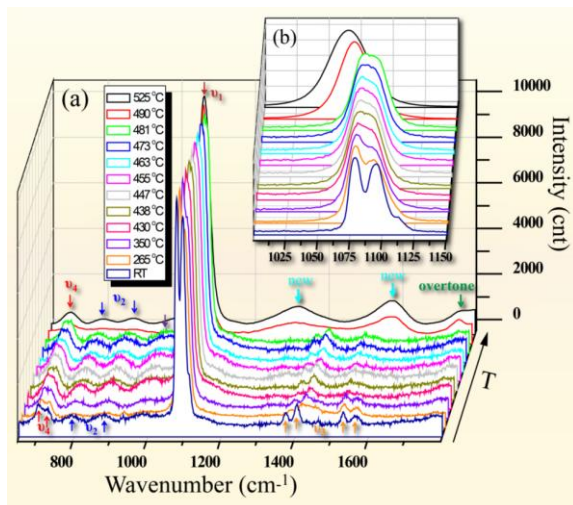 (b)
(a)
υ₁
525 °C
490 °C
481 °C
473 °C
463 °C
455 °C
447 °C
438 °C
430 °C
350 °C
265 °C
RT
1025 1050 1075 1100 1125 1150
10000
8000
6000
4000
2000
0
Intensity (cnt)
υ₄
υ₂
new
new
overtone
T
υ₄
υ₂
800 1000 1200 1400 1600
Wavenumber (cm⁻¹)